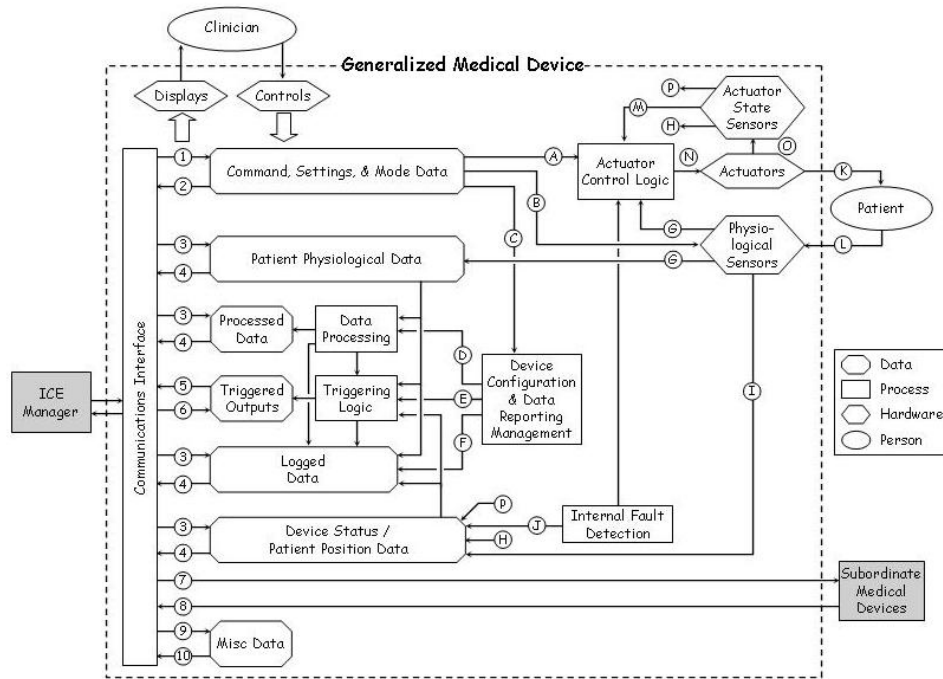 Clinician
Generalized Medical Device
Displays
Controls
P
Actuator
State
Sensors
M
H
1
Command, Settings, & Mode Data
A
Actuator
Control Logic
N
O
Actuators
K
2
B
Patient
C
G
Physio-
logical
Sensors
L
3
Patient Physiological Data
4
G
Communications Interface
3
Processed
Data
4
Data
Processing
D
Device
Configuration
& Data
Reporting
Management
I
Data
Process
Hardware
Person
ICE
Manager
5
Triggered
Outputs
6
Triggering
Logic
E
F
3
Logged
Data
4
P
3
Device Status /
Patient Position Data
4
J
H
Internal Fault
Detection
7
8
Subordinate
Medical
Devices
9
Misc Data
10